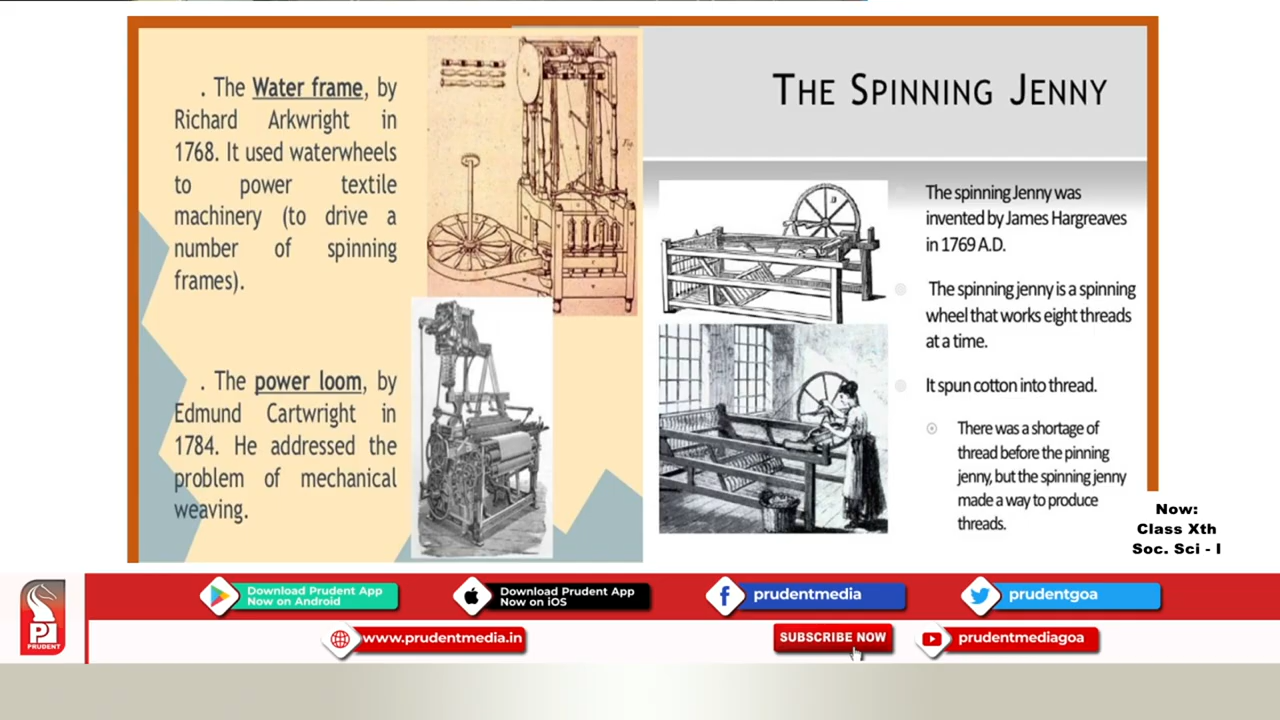 . The Water frame, by
Richard Arkwright in
1768. It used waterwheels
to power textile
machinery (to drive a
number of spinning
frames).
. The power loom, by
Edmund Cartwright in
1784. He addressed the
problem of mechanical
weaving.
THE SPINNING JENNY
The spinning Jenny was
invented by James Hargreaves
in 1769 A.D.
The spinning jenny is a spinning
wheel that works eight threads
at a time.
It spun cotton into thread.
There was a shortage of
thread before the pinning
jenny, but the spinning jenny
made a way to produce
threads.
Now:
Class Xth
Soc. Sci - I
PRUDENT
Download Prudent App
Now on Android
Download Prudent App
Now on iOS
prudentmedia
prudentgoa
www.prudentmedia.in
SUBSCRIBE NOW
prudentmediagoa